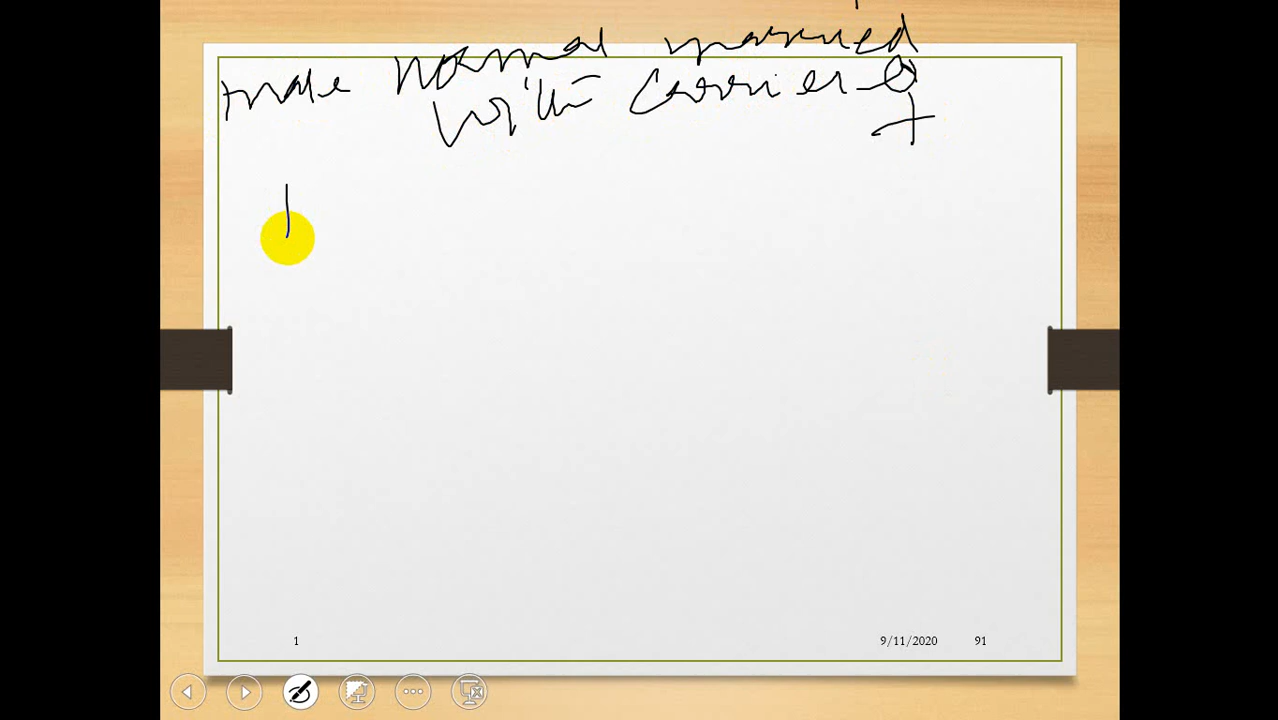 male normal married
with carrier ♀
1
9/11/2020 91